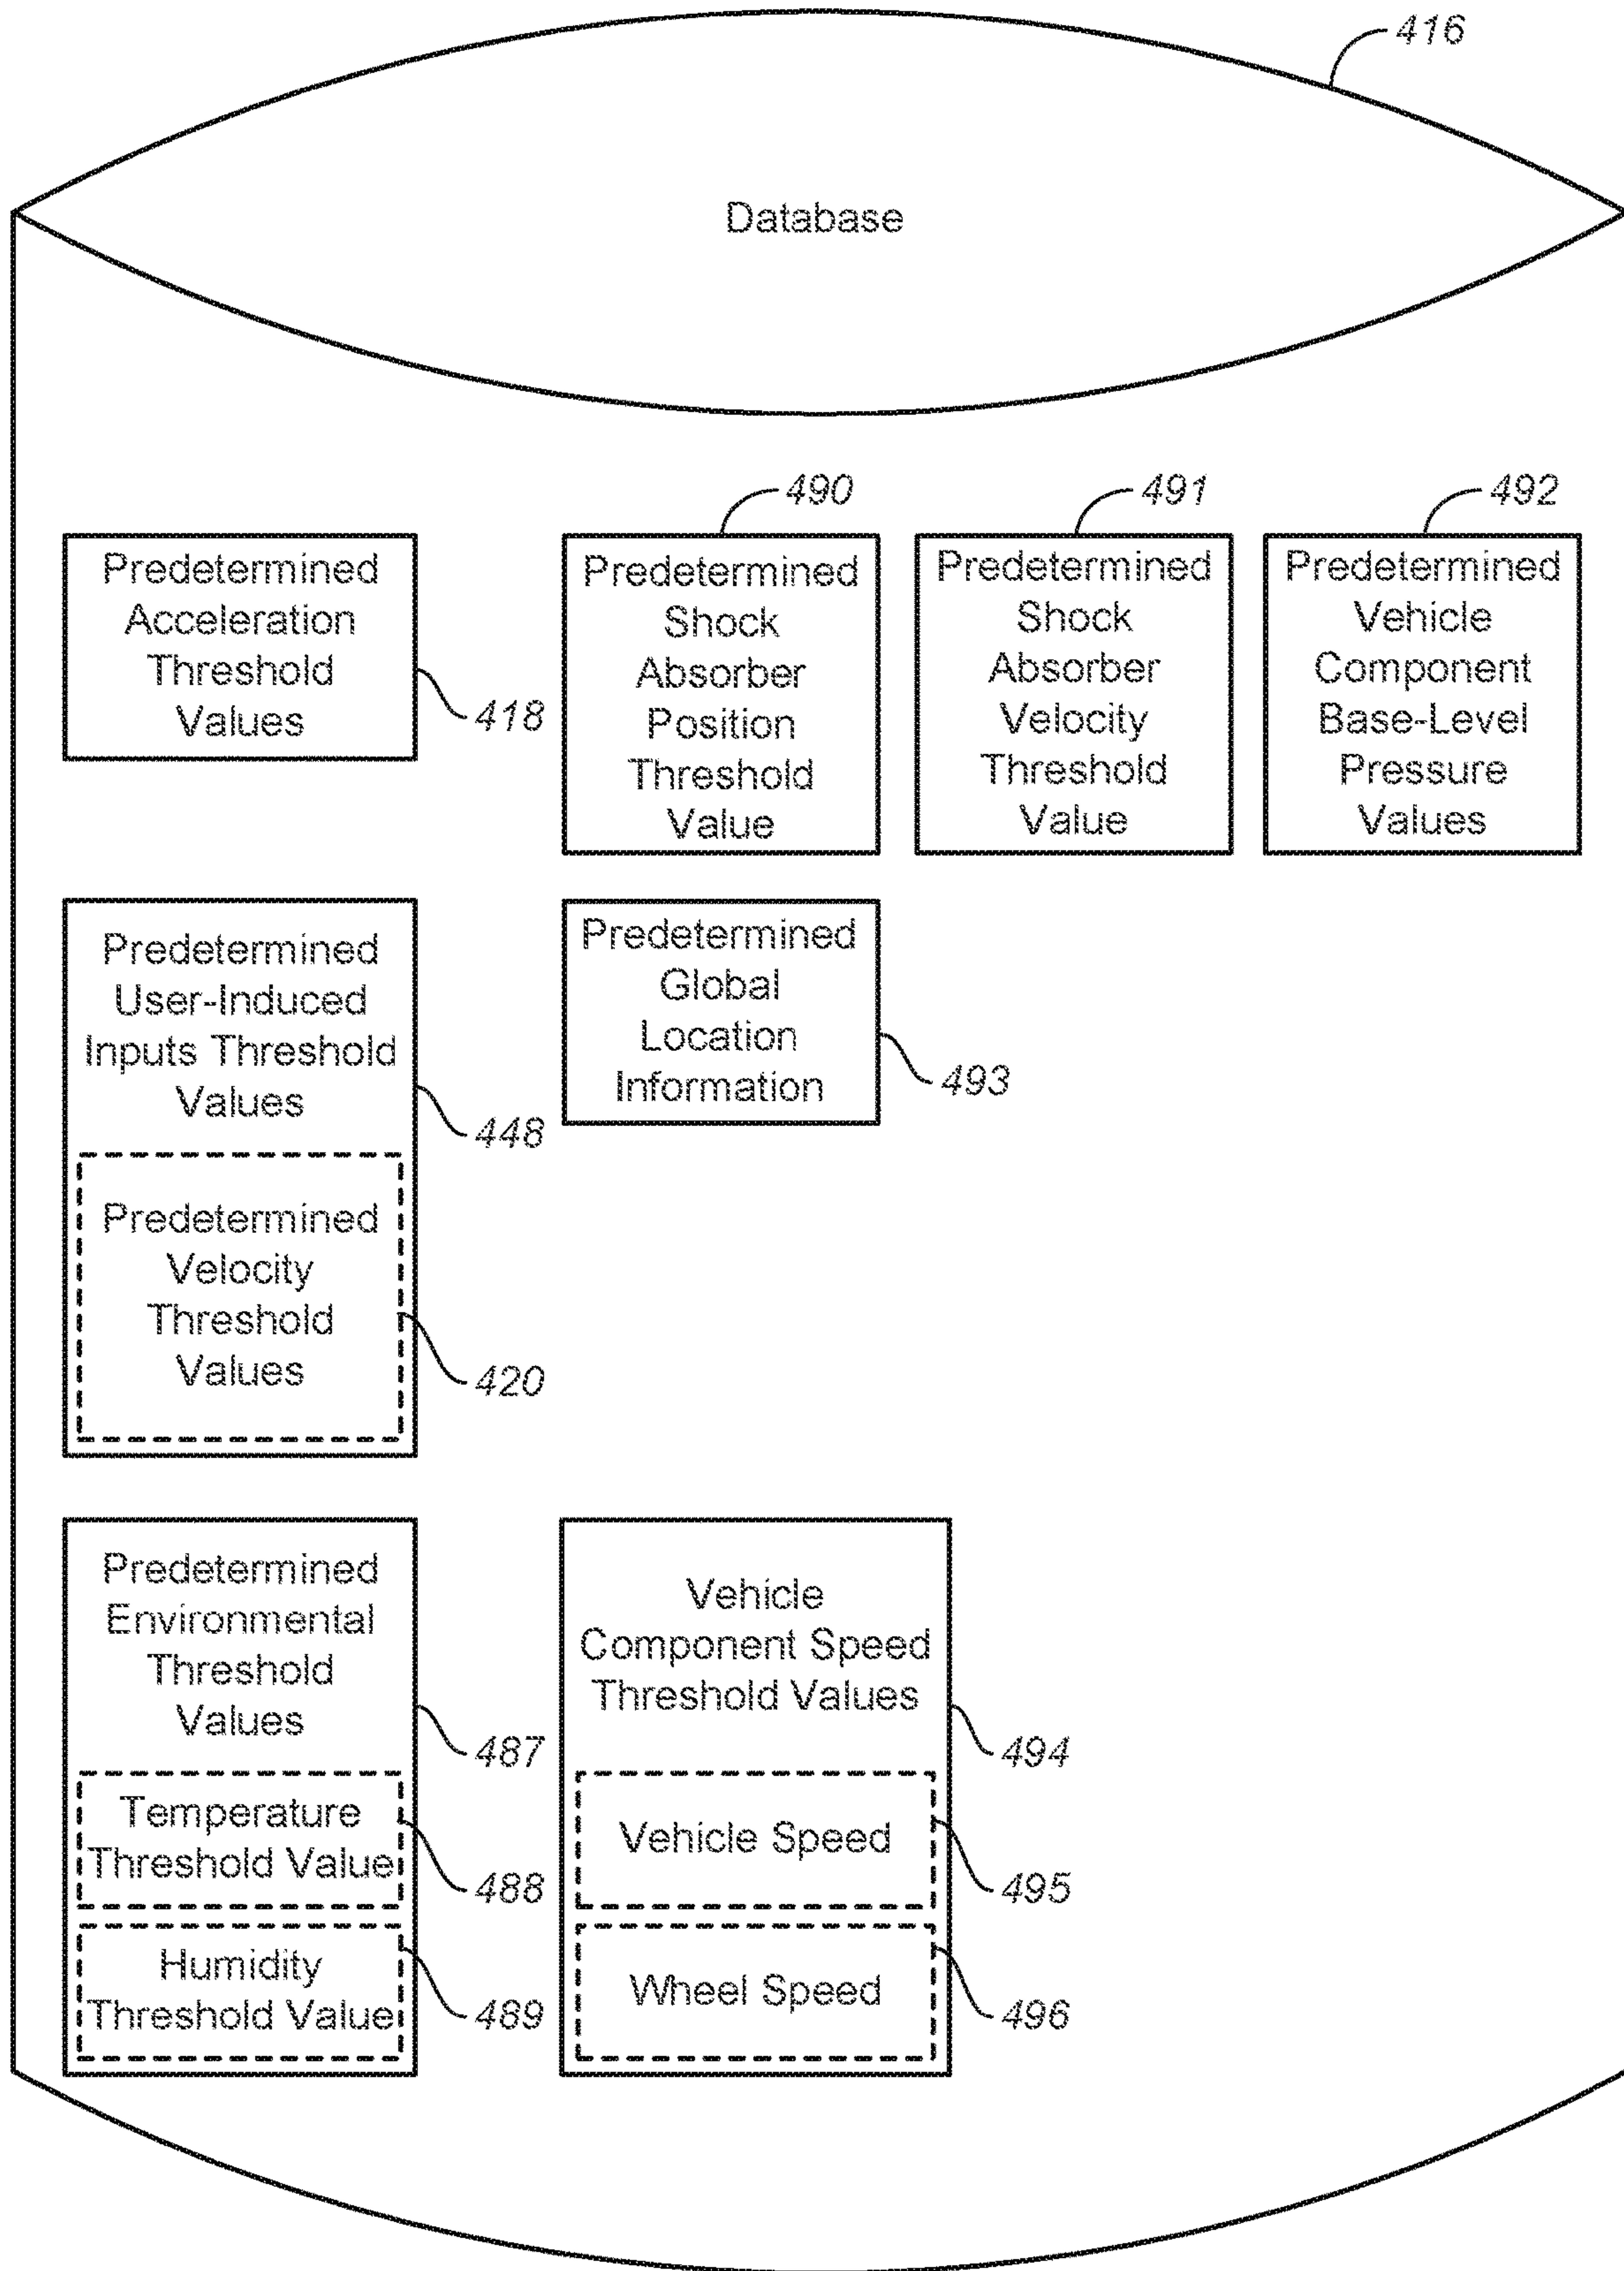 416
Database
Predetermined
Acceleration
Threshold
Values
418
490
Predetermined
Shock
Absorber
Position
Threshold
Value
491
Predetermined
Shock
Absorber
Velocity
Threshold
Value
492
Predetermined
Vehicle
Component
Base-Level
Pressure
Values
Predetermined
User-Induced
Inputs Threshold
Values
448
Predetermined
Velocity
Threshold
Values
420
Predetermined
Global
Location
Information
493
Predetermined
Environmental
Threshold
Values
487
Temperature
Threshold Value
488
Humidity
Threshold Value
489
Vehicle
Component Speed
Threshold Values
494
Vehicle Speed
495
Wheel Speed
496